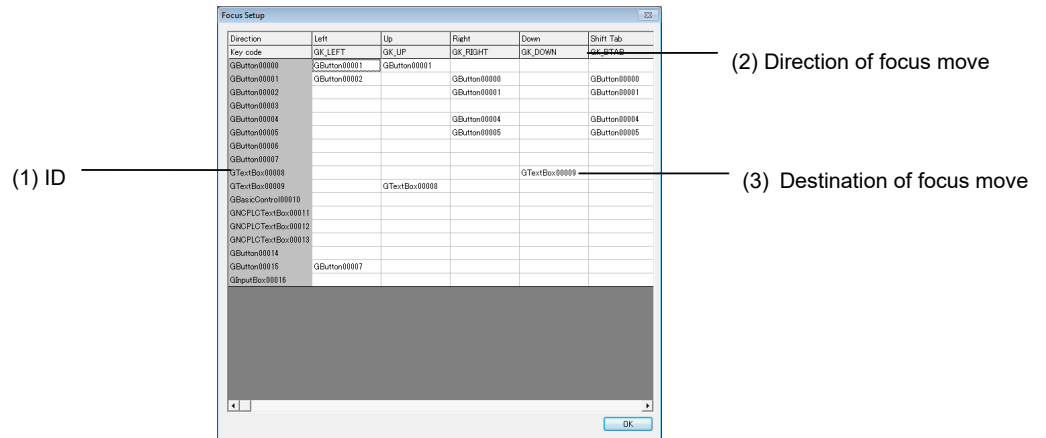 Focus Setup
Direction Left Up Right Down Shift Tab
Key code GK_LEFT GK_UP GK_RIGHT GK_DOWN GK_BTAB
GButton00000 GButton00001 GButton00001
GButton00001 GButton00002 GButton00000 GButton00000
GButton00002 GButton00001 GButton00001
GButton00003
GButton00004 GButton00004 GButton00004
GButton00005 GButton00005 GButton00005
GButton00006
GButton00007
GTextBox00008 GTextBox00009
GTextBox00009 GTextBox00008
GBasicControl00010
GNCPLCTextBox00011
GNCPLCTextBox00012
GNCPLCTextBox00013
GButton00014
GButton00015 GButton00007
GInputBox00016
OK
(1) ID
(2) Direction of focus move
(3) Destination of focus move